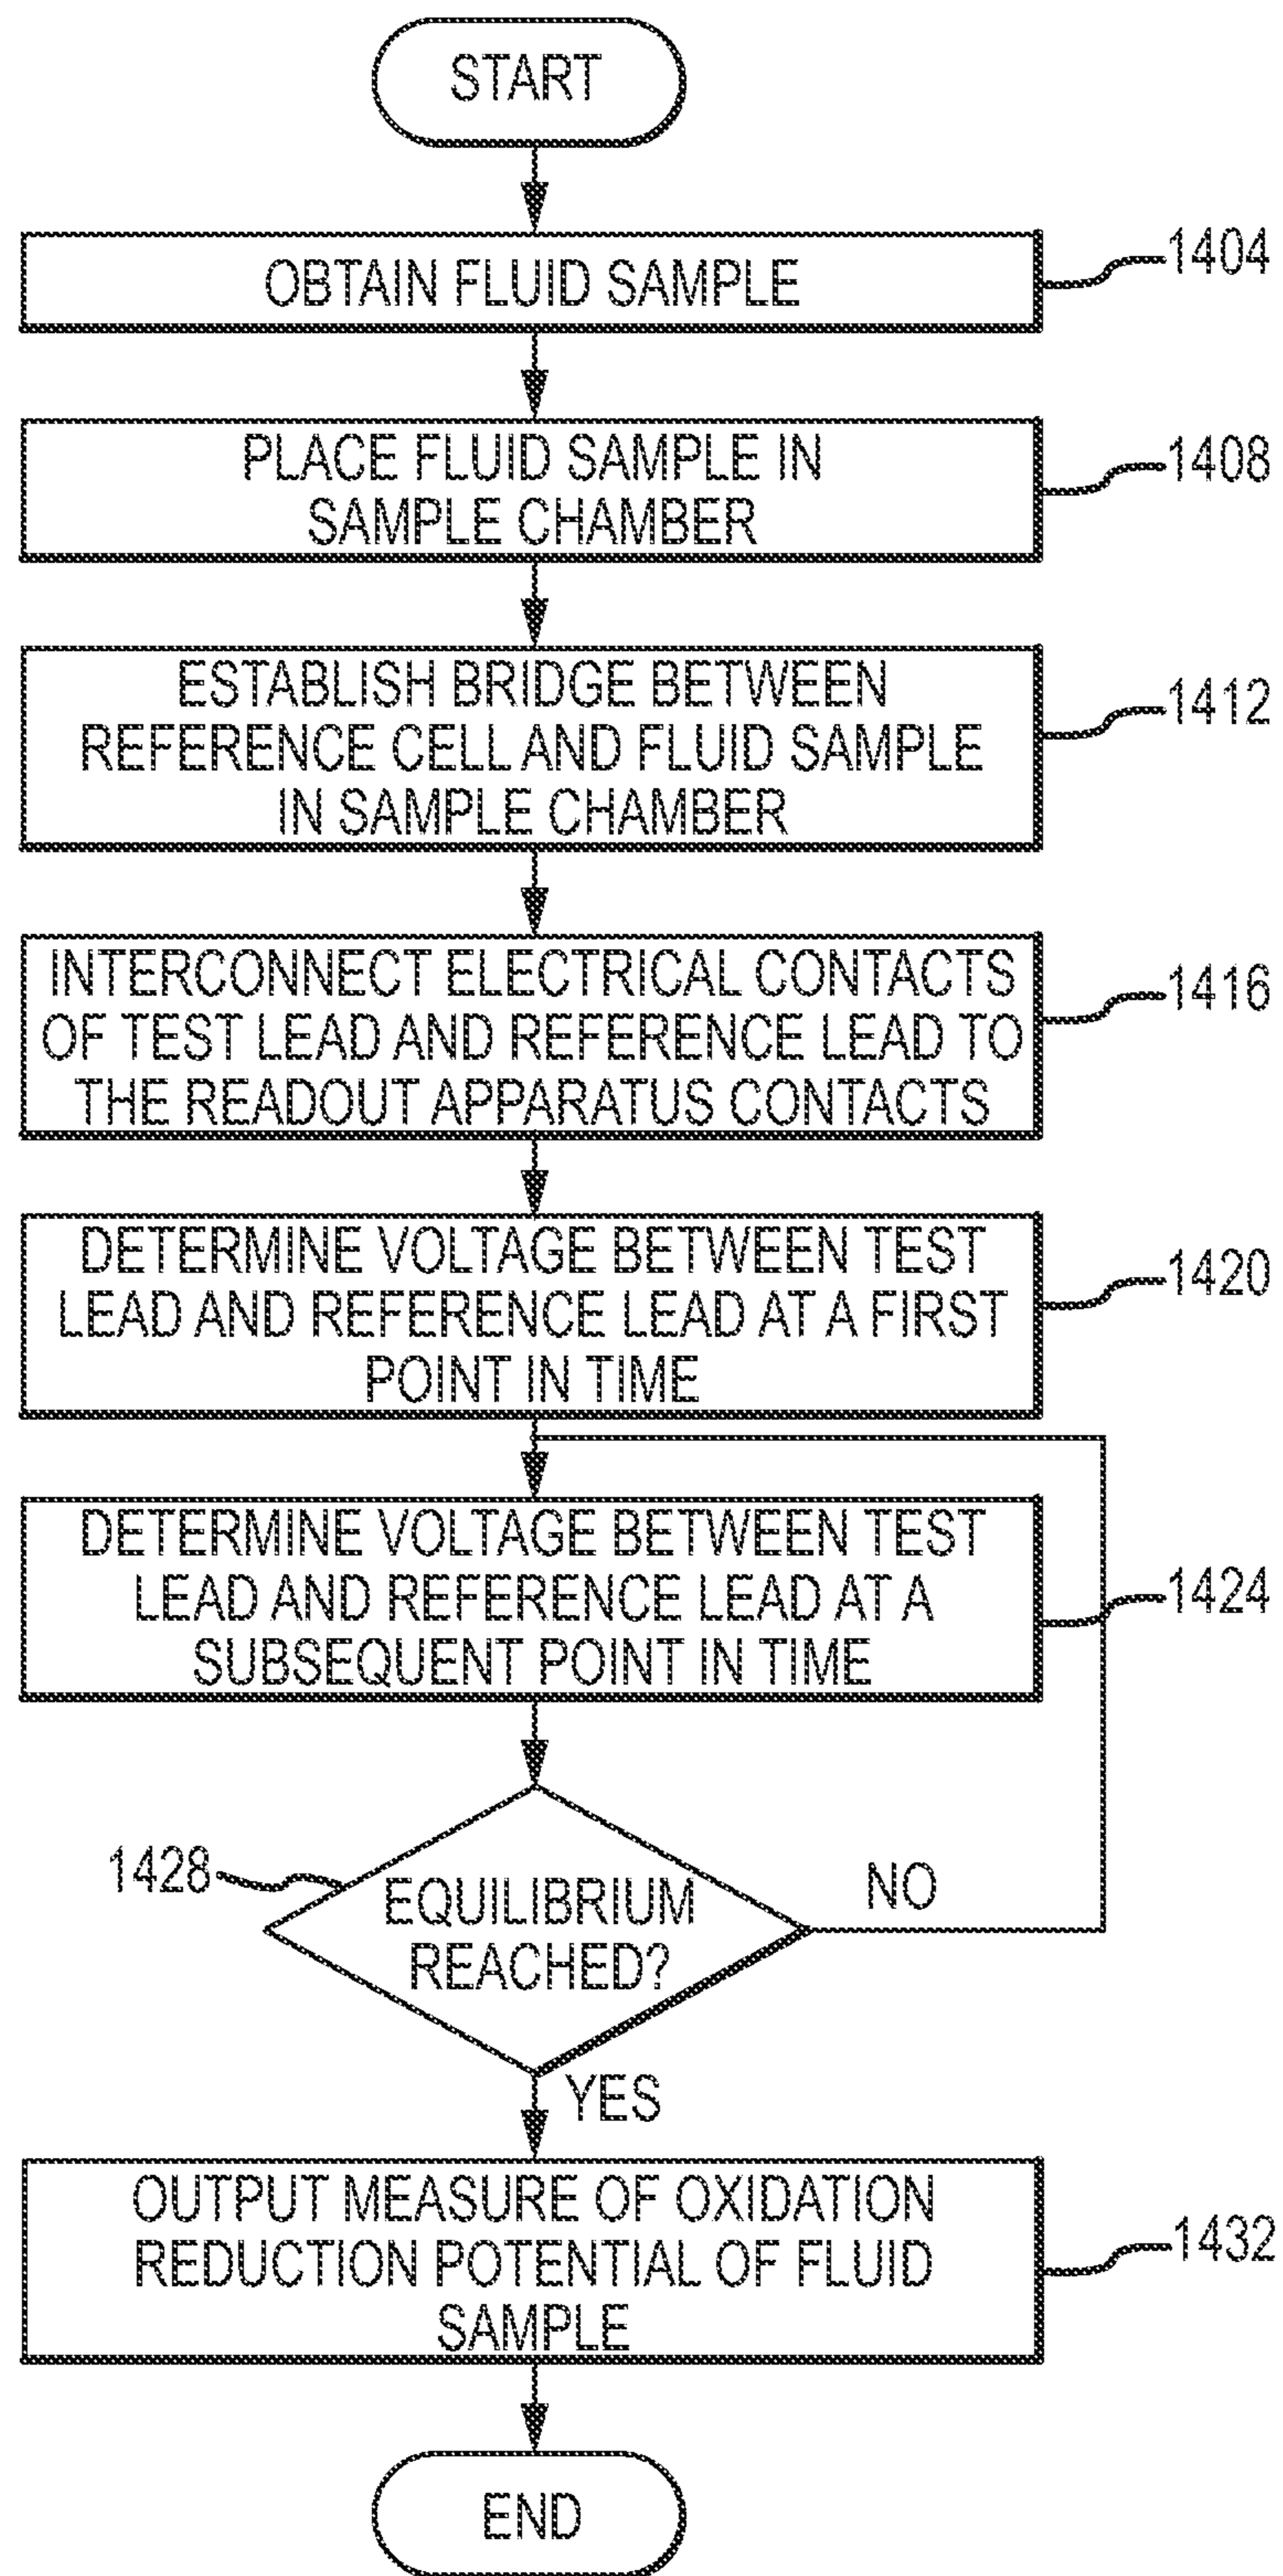 START
OBTAIN FLUID SAMPLE
1404
PLACE FLUID SAMPLE IN
SAMPLE CHAMBER
1408
ESTABLISH BRIDGE BETWEEN
REFERENCE CELL AND FLUID SAMPLE
IN SAMPLE CHAMBER
1412
INTERCONNECT ELECTRICAL CONTACTS
OF TEST LEAD AND REFERENCE LEAD TO
THE READOUT APPARATUS CONTACTS
1416
DETERMINE VOLTAGE BETWEEN TEST
LEAD AND REFERENCE LEAD AT A FIRST
POINT IN TIME
1420
DETERMINE VOLTAGE BETWEEN TEST
LEAD AND REFERENCE LEAD AT A
SUBSEQUENT POINT IN TIME
1424
1428
EQUILIBRIUM
REACHED?
NO
YES
OUTPUT MEASURE OF OXIDATION
REDUCTION POTENTIAL OF FLUID
SAMPLE
1432
END